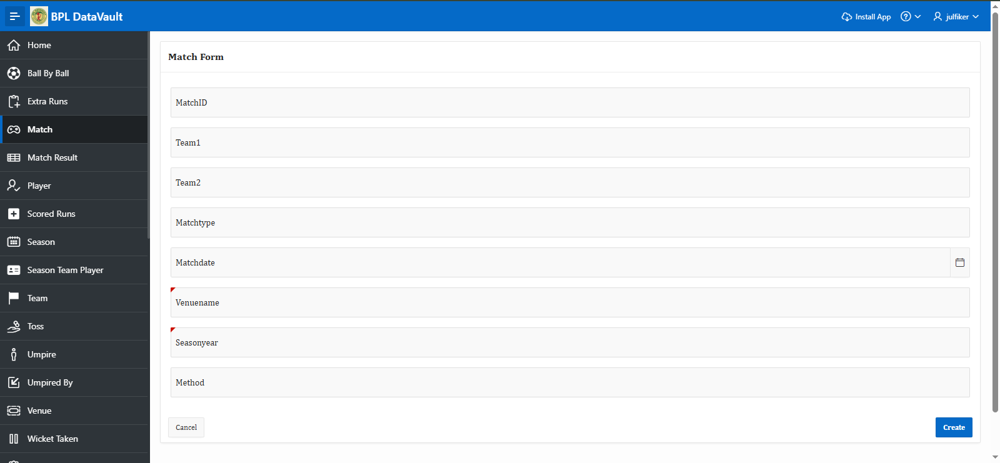 BPL DataVault
Install App
julfiker
Home
Ball By Ball
Extra Runs
Match
Match Result
Player
Scored Runs
Season
Season Team Player
Team
Toss
Umpire
Umpired By
Venue
Wicket Taken
Match Form
MatchID
Team1
Team2
Matchtype
Matchdate
Venuename
Seasonyear
Method
Cancel
Create